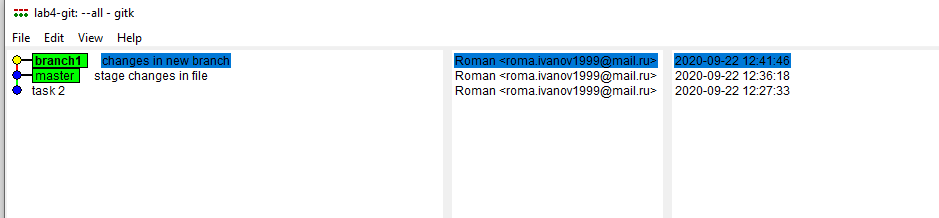 lab4-git: --all - gitk
File Edit View Help
branch1 changes in new branch Roman <roma.ivanov1999@mail.ru> 2020-09-22 12:41:46
master stage changes in file Roman <roma.ivanov1999@mail.ru> 2020-09-22 12:36:18
task 2 Roman <roma.ivanov1999@mail.ru> 2020-09-22 12:27:33